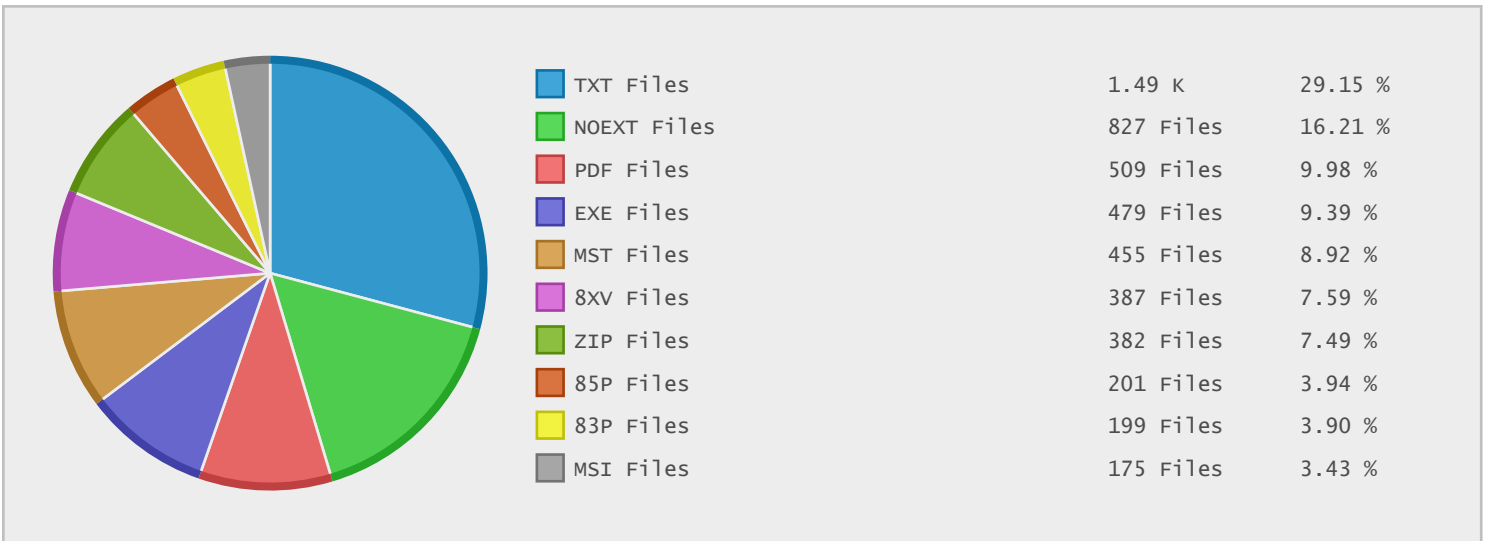 TXT Files 1.49 K 29.15 %
NOEXT Files 827 Files 16.21 %
PDF Files 509 Files 9.98 %
EXE Files 479 Files 9.39 %
MST Files 455 Files 8.92 %
8XV Files 387 Files 7.59 %
ZIP Files 382 Files 7.49 %
85P Files 201 Files 3.94 %
83P Files 199 Files 3.90 %
MSI Files 175 Files 3.43 %